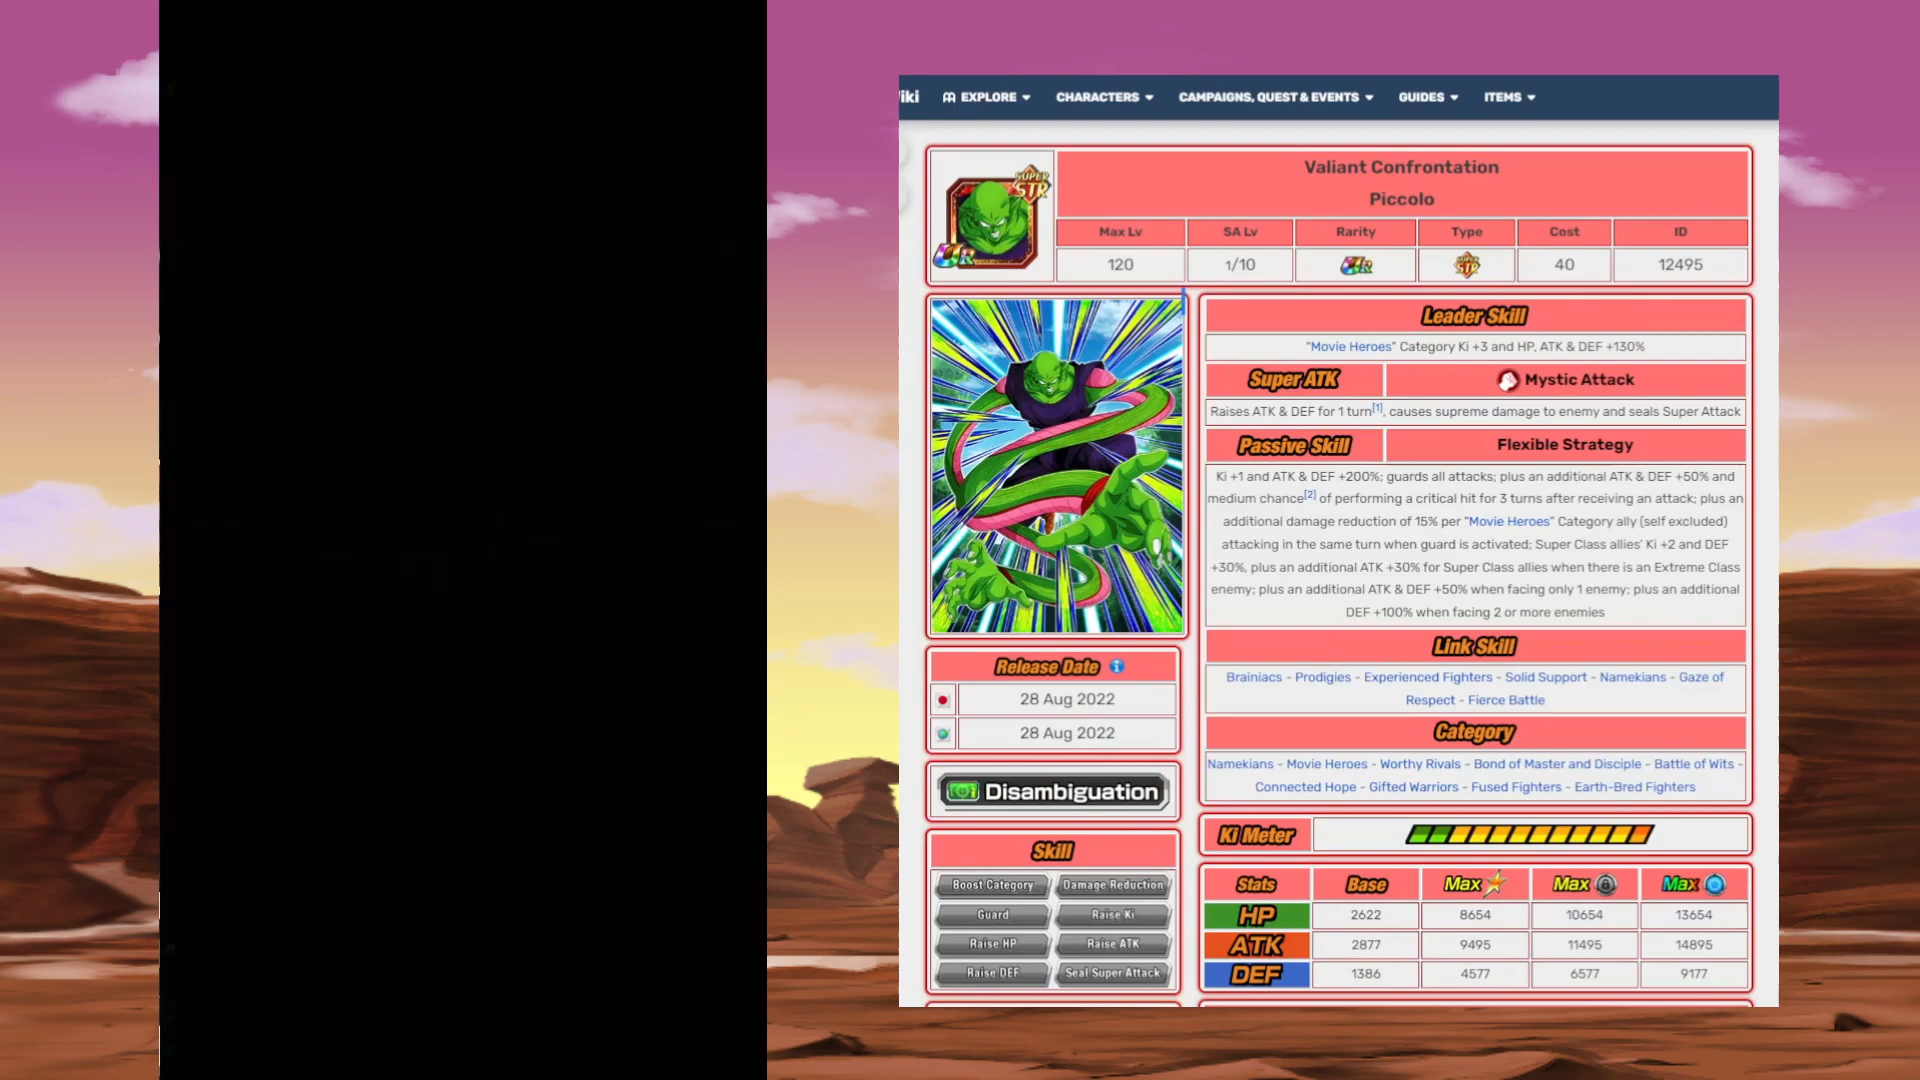 iki EXPLORE CHARACTERS CAMPAIGNS, QUEST & EVENTS GUIDES ITEMS
SUPER STR
UR
Valiant Confrontation
Piccolo
Max Lv SA Lv Rarity Type Cost ID
120 1/10 UR SUPER STR 40 12495
Leader Skill
"Movie Heroes" Category Ki +3 and HP, ATK & DEF +130%
Super ATK Mystic Attack
Raises ATK & DEF for 1 turn[1], causes supreme damage to enemy and seals Super Attack
Passive Skill Flexible Strategy
Ki +1 and ATK & DEF +200%; guards all attacks; plus an additional ATK & DEF +50% and
medium chance[2] of performing a critical hit for 3 turns after receiving an attack; plus an
additional damage reduction of 15% per "Movie Heroes" Category ally (self excluded)
attacking in the same turn when guard is activated; Super Class allies' Ki +2 and DEF
+30%, plus an additional ATK +30% for Super Class allies when there is an Extreme Class
enemy; plus an additional ATK & DEF +50% when facing only 1 enemy; plus an additional
DEF +100% when facing 2 or more enemies
Link Skill
Brainiacs - Prodigies - Experienced Fighters - Solid Support - Namekians - Gaze of
Respect - Fierce Battle
Category
Namekians - Movie Heroes - Worthy Rivals - Bond of Master and Disciple - Battle of Wits -
Connected Hope - Gifted Warriors - Fused Fighters - Earth-Bred Fighters
Ki Meter
Stats Base Max Max Max
HP 2622 8654 10654 13654
ATK 2877 9495 11495 14895
DEF 1386 4577 6577 9177
Release Date
28 Aug 2022
28 Aug 2022
Disambiguation
Skill
Boost Category Damage Reduction
Guard Raise Ki
Raise HP Raise ATK
Raise DEF Seal Super Attack